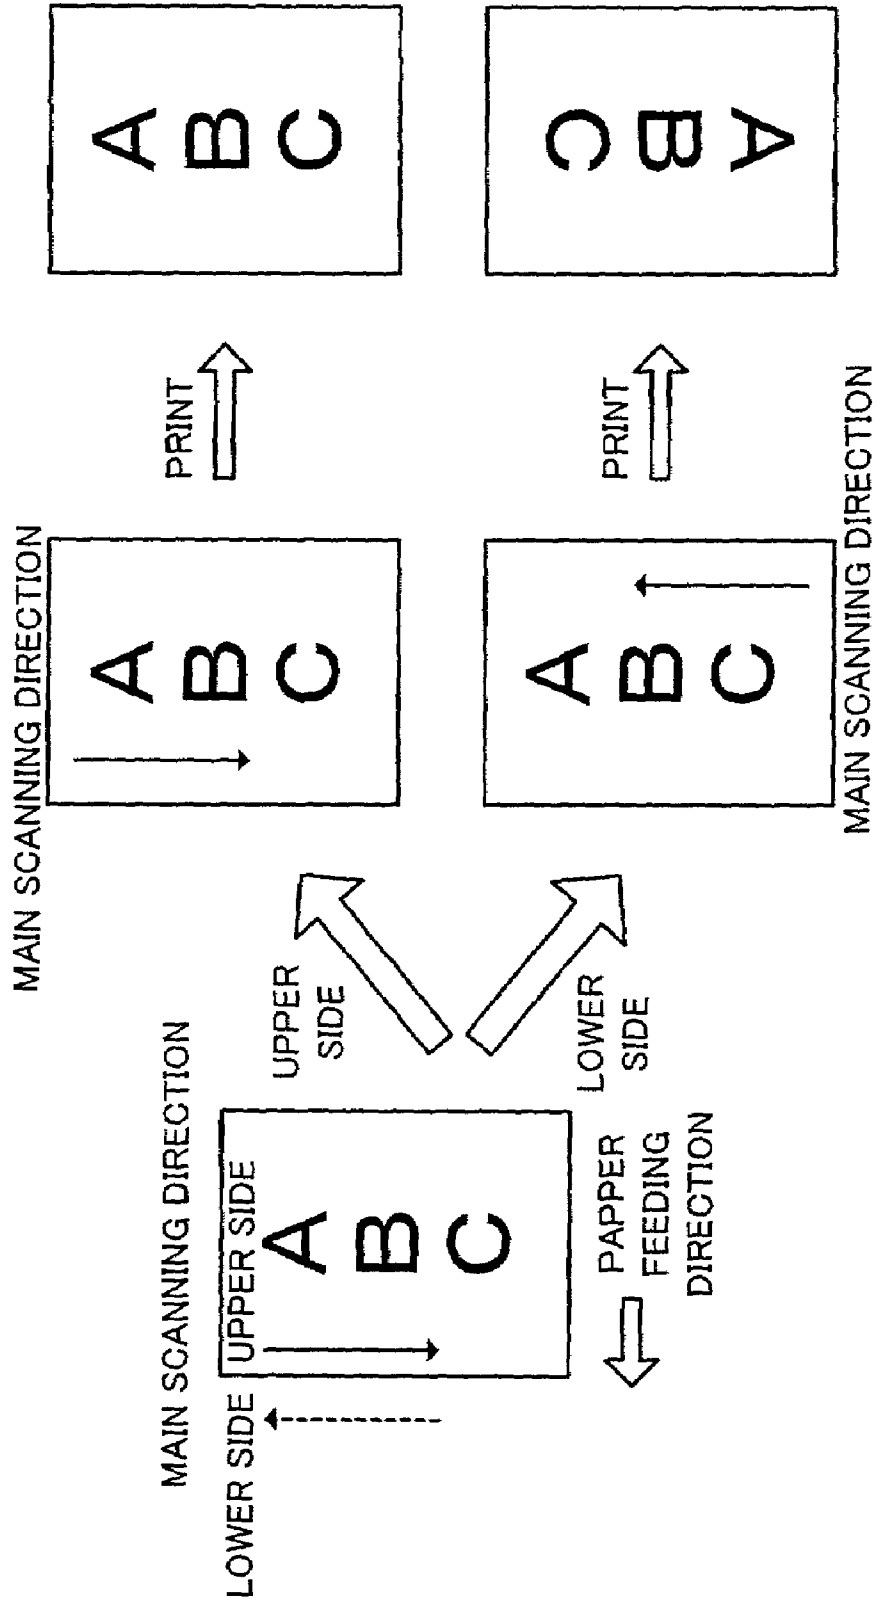 MAIN SCANNING DIRECTION
LOWER SIDE
UPPER SIDE
A
B
C
PAPPER
FEEDING
DIRECTION
UPPER
SIDE
LOWER
SIDE
MAIN SCANNING DIRECTION
A
B
C
PRINT
A
B
C
A
B
C
MAIN SCANNING DIRECTION
PRINT
C
B
A